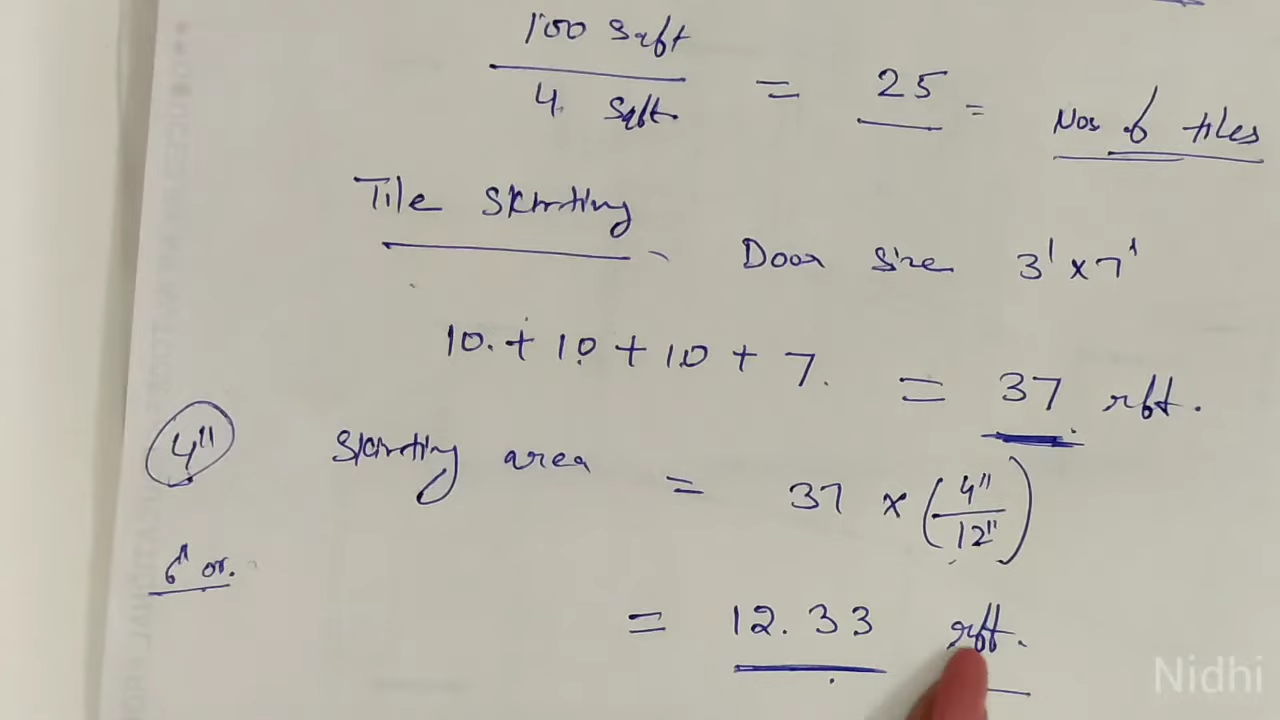 100 Sqft
4. Sqft.
= 25 = Nos of tiles
Tile Skirting - Door size 3' x 7'
10. + 10 + 10 + 7. = 37 rft.
4" Skirting area = 37 x (4"/12")
6" or.
= 12.33 rft.
Nidhi